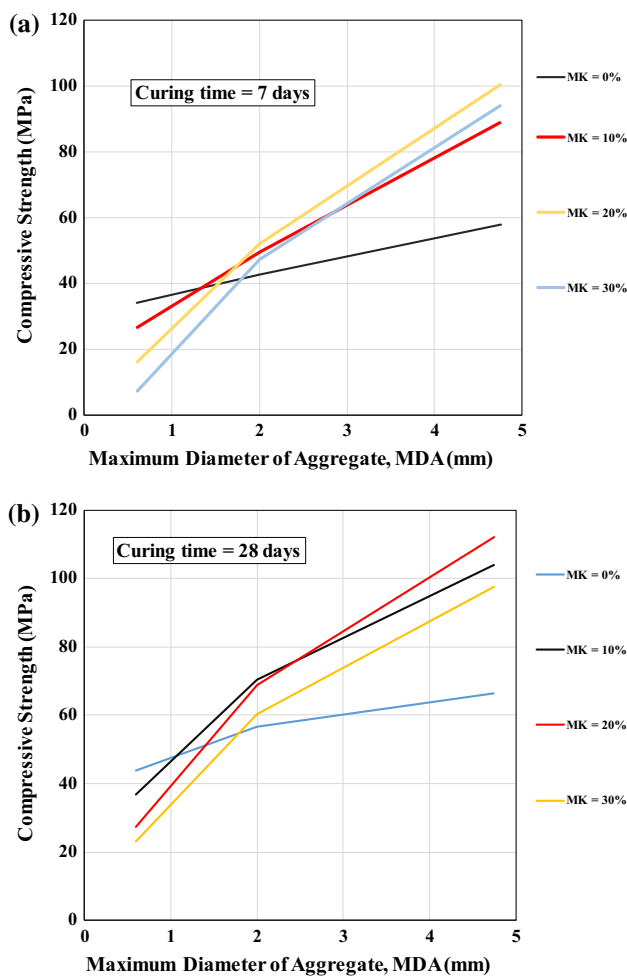 (a)
120
100
80
60
40
20
0
Compressive Strength (MPa)
Curing time = 7 days
0 1 2 3 4 5
Maximum Diameter of Aggregate, MDA (mm)
MK = 0%
MK = 10%
MK = 20%
MK = 30%
(b)
120
100
80
60
40
20
0
Compressive Strength (MPa)
Curing time = 28 days
0 1 2 3 4 5
Maximum Diameter of Aggregate, MDA (mm)
MK = 0%
MK = 10%
MK = 20%
MK = 30%